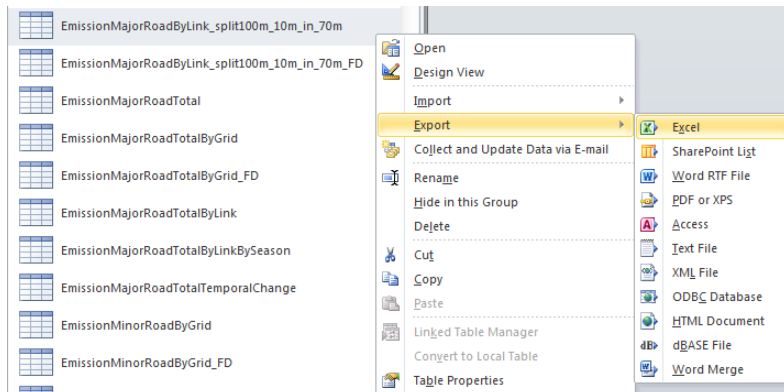 EmissionMajorRoadByLink_split100m_10m_in_70m
EmissionMajorRoadByLink_split100m_10m_in_70m_FD
EmissionMajorRoadTotal
EmissionMajorRoadTotalByGrid
EmissionMajorRoadTotalByGrid_FD
EmissionMajorRoadTotalByLink
EmissionMajorRoadTotalByLinkBySeason
EmissionMajorRoadTotalTemporalChange
EmissionMinorRoadByGrid
EmissionMinorRoadByGrid_FD
Open
Design View
Import
Export
Collect and Update Data via E-mail
Rename
Hide in this Group
Delete
Cut
Copy
Paste
Linked Table Manager
Convert to Local Table
Table Properties
Excel
SharePoint List
Word RTF File
PDF or XPS
Access
Text File
XML File
ODBC Database
HTML Document
dBASE File
Word Merge